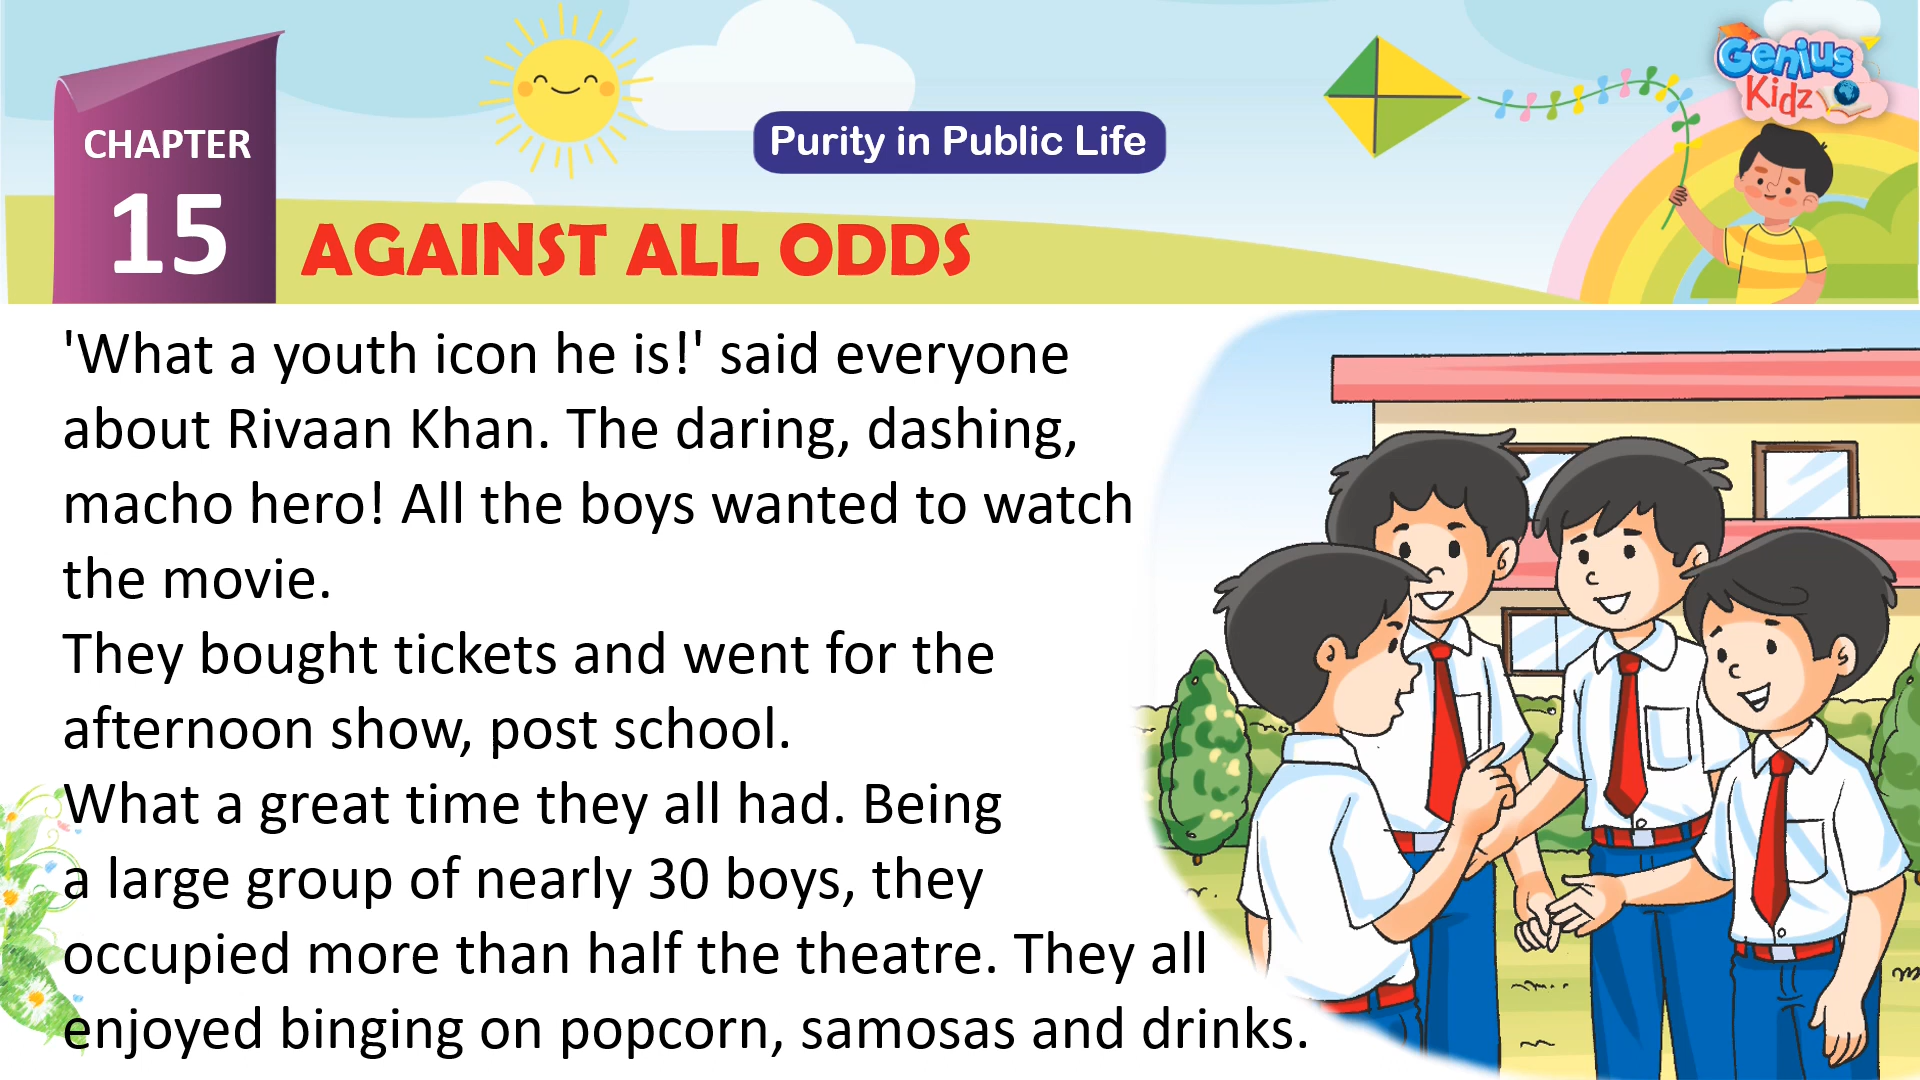 CHAPTER
15
Purity in Public Life
Genius
Kidz
AGAINST ALL ODDS
'What a youth icon he is!' said everyone
about Rivaan Khan. The daring, dashing,
macho hero! All the boys wanted to watch
the movie.
They bought tickets and went for the
afternoon show, post school.
What a great time they all had. Being
a large group of nearly 30 boys, they
occupied more than half the theatre. They all
enjoyed binging on popcorn, samosas and drinks.